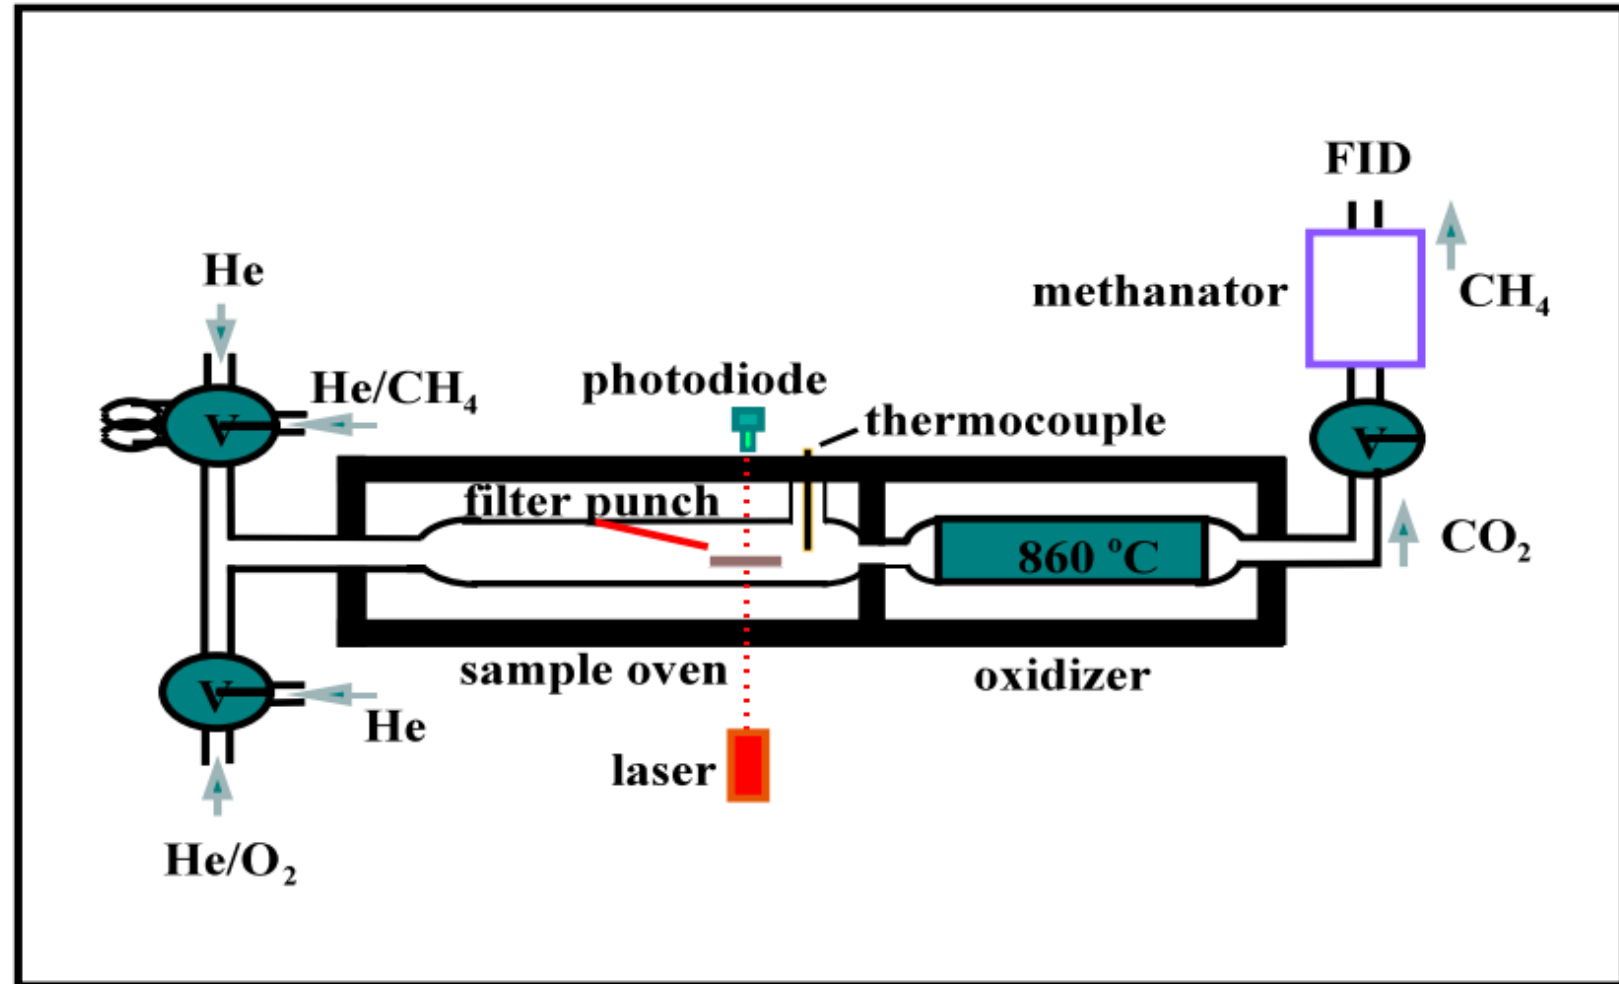 FID
He
methanator
CH₄
He/CH₄
photodiode
thermocouple
V
V
filter punch
860 ºC
CO₂
sample oven
oxidizer
V
He
laser
He/O₂